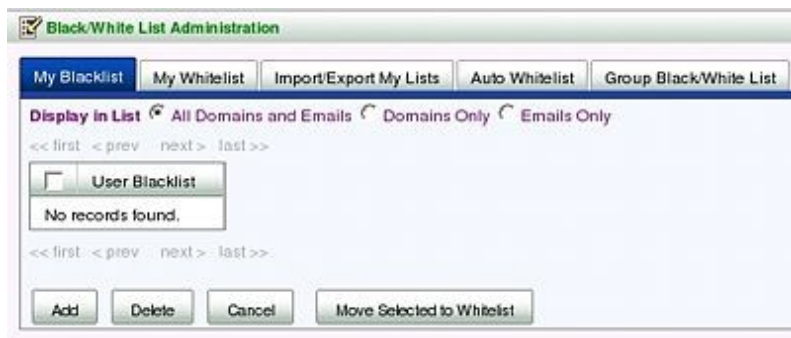 Black/White List Administration
My Blacklist My Whitelist Import/Export My Lists Auto Whitelist Group Black/White List
Display in List All Domains and Emails Domains Only Emails Only
<< first < prev next > last >>
User Blacklist
No records found.
<< first < prev next > last >>
Add Delete Cancel Move Selected to Whitelist